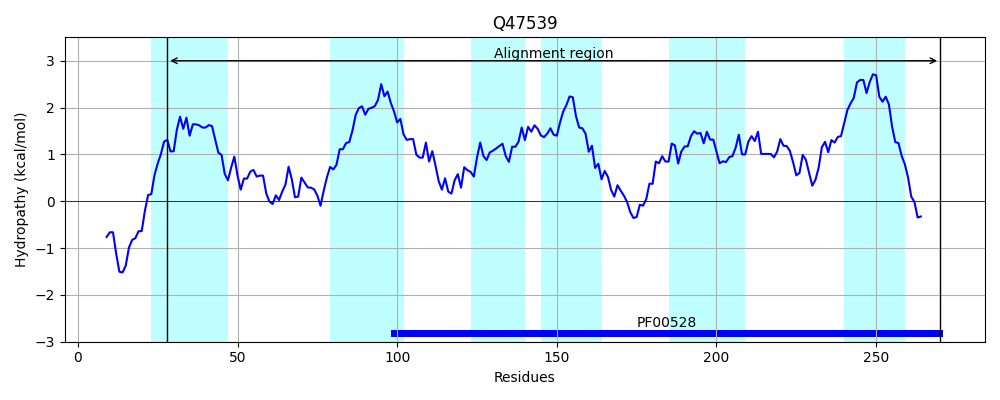 Q47539
Alignment region
Hydropathy (kcal/mol)
3
2
1
0
−1
−2
−3
PF00528
0 50 100 150 200 250
Residues